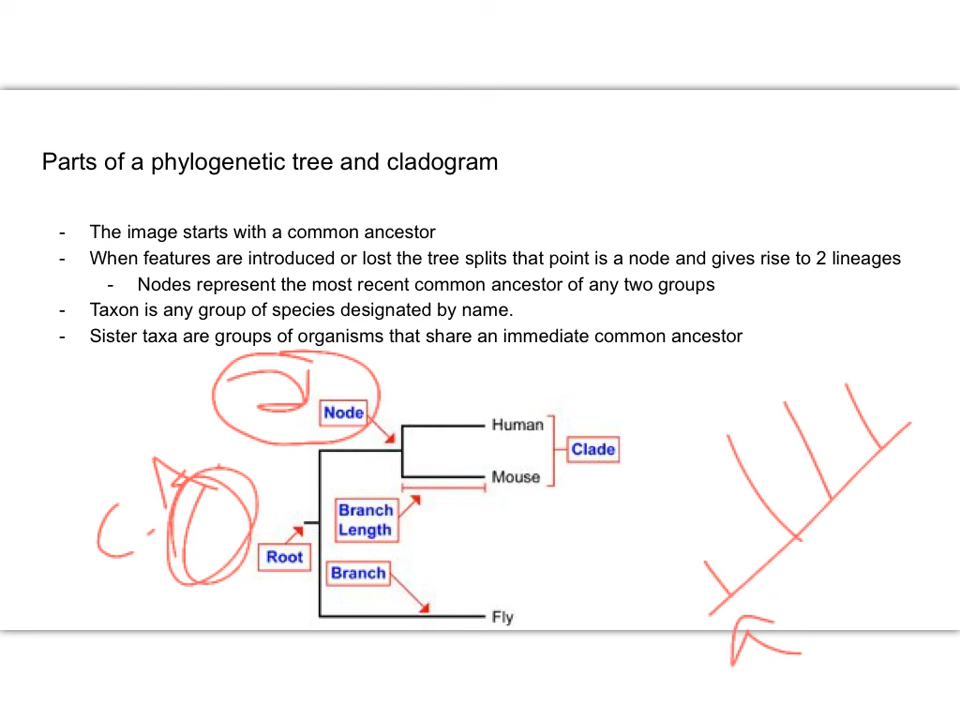 Parts of a phylogenetic tree and cladogram
- The image starts with a common ancestor
- When features are introduced or lost the tree splits that point is a node and gives rise to 2 lineages
- Nodes represent the most recent common ancestor of any two groups
- Taxon is any group of species designated by name.
- Sister taxa are groups of organisms that share an immediate common ancestor
Node
Human
Clade
Mouse
Branch
Length
Root
Branch
Fly